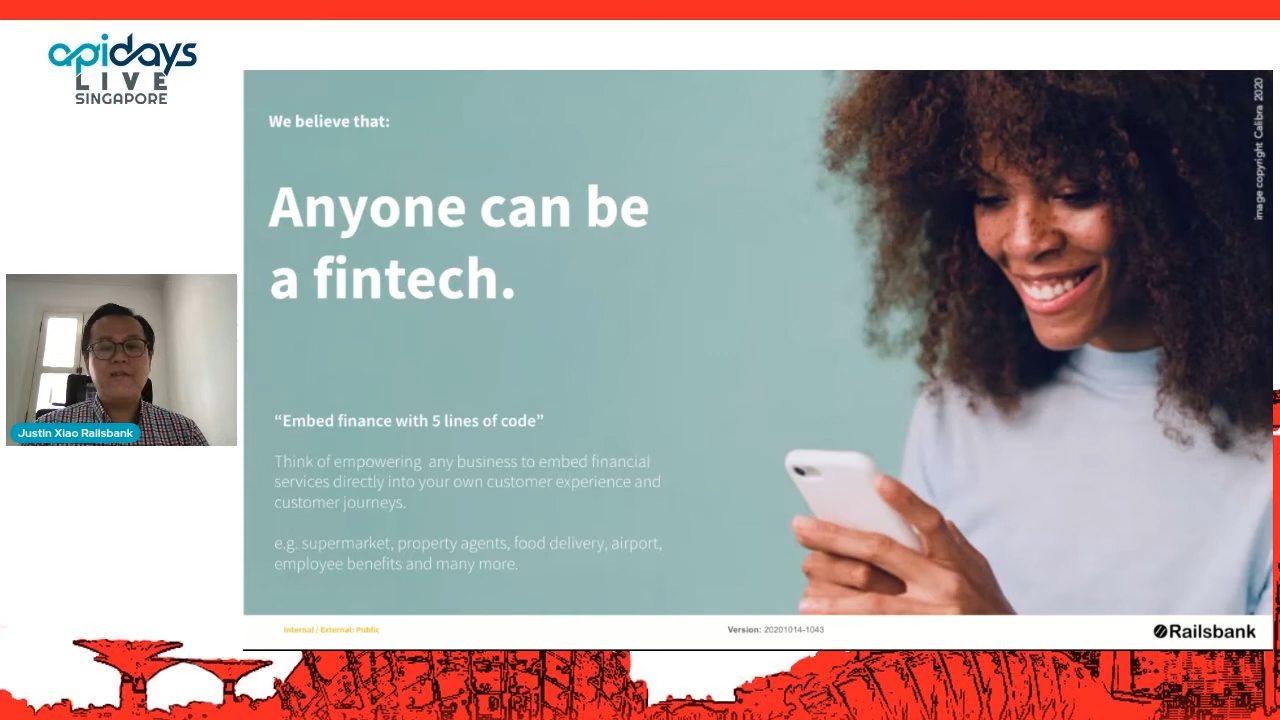 apidays
LIVE
SINGAPORE
We believe that:
Anyone can be
a fintech.
“Embed finance with 5 lines of code”
Think of empowering any business to embed financial
services directly into your own customer experience and
customer journeys.
e.g. supermarket, property agents, food delivery, airport,
employee benefits and many more.
image copyright Calibra 2020
Justin Xiao Railsbank
Internal / External: Public
Version: 20201014-1043
Railsbank